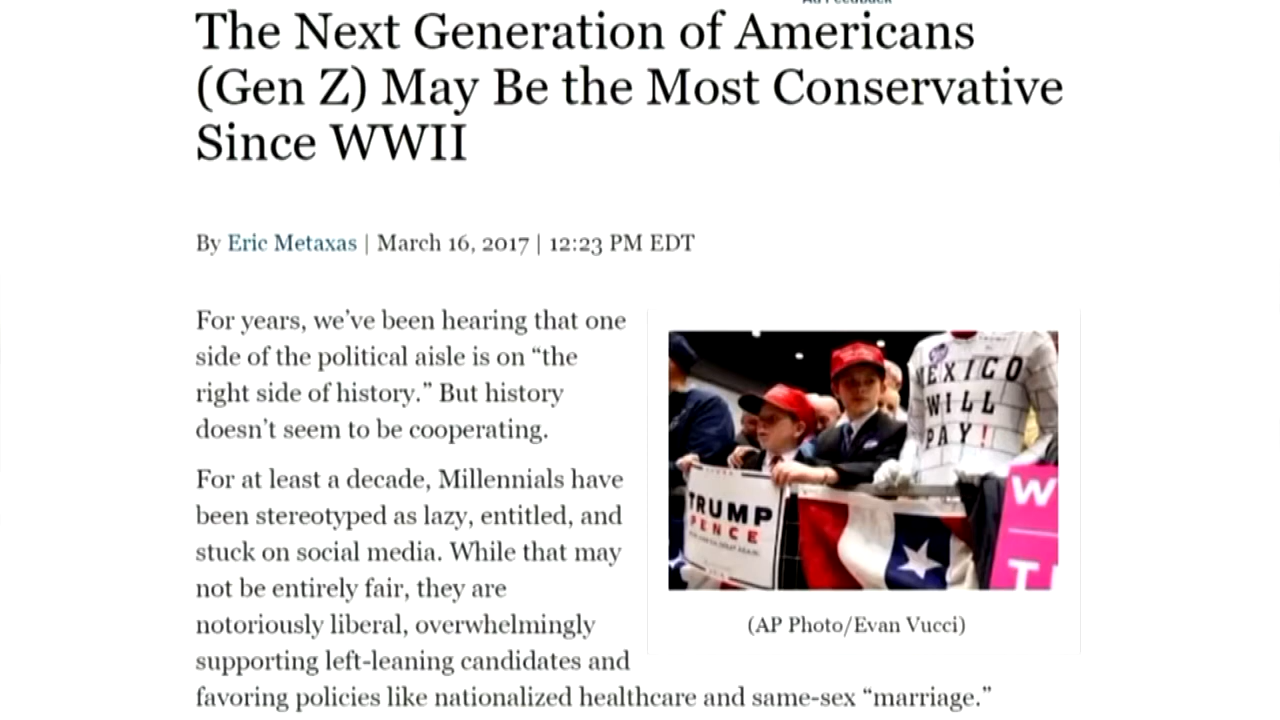 The Next Generation of Americans
(Gen Z) May Be the Most Conservative
Since WWII
By Eric Metaxas | March 16, 2017 | 12:23 PM EDT
For years, we’ve been hearing that one
side of the political aisle is on “the
right side of history.” But history
doesn’t seem to be cooperating.
For at least a decade, Millennials have
been stereotyped as lazy, entitled, and
stuck on social media. While that may
not be entirely fair, they are
notoriously liberal, overwhelmingly
supporting left-leaning candidates and
favoring policies like nationalized healthcare and same-sex “marriage.”
MEXICO
WILL
PAY!
TRUMP
PENCE
W
T
(AP Photo/Evan Vucci)